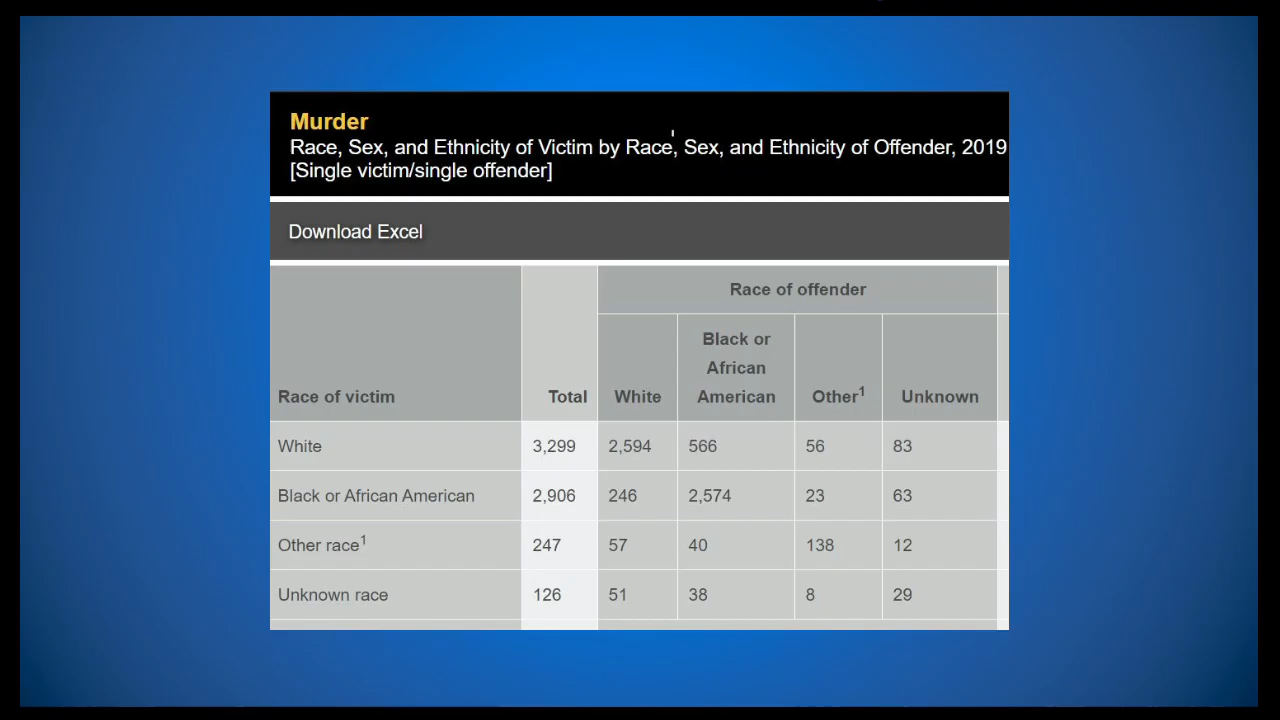 Murder
Race, Sex, and Ethnicity of Victim by Race, Sex, and Ethnicity of Offender, 2019
[Single victim/single offender]
Download Excel
Race of victim Total Race of offender
White Black or African American Other1 Unknown
White 3,299 2,594 566 56 83
Black or African American 2,906 246 2,574 23 63
Other race1 247 57 40 138 12
Unknown race 126 51 38 8 29